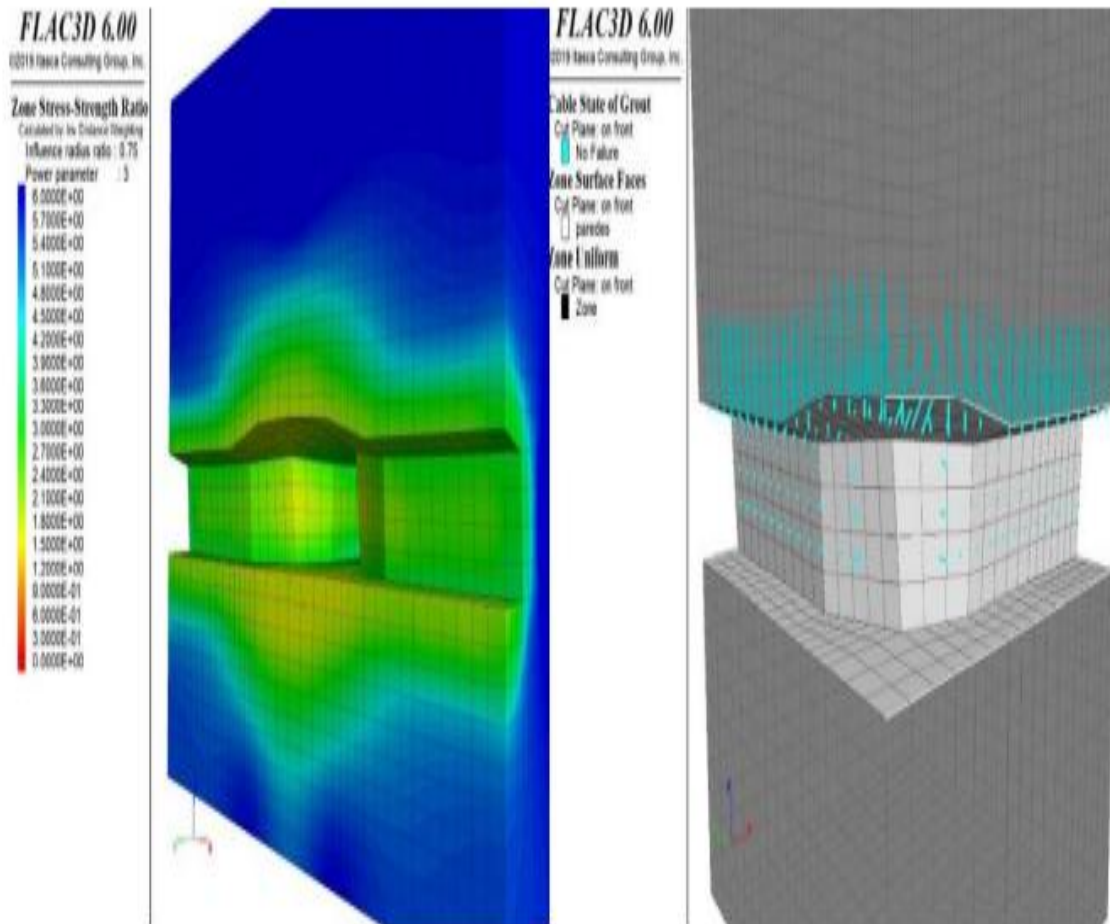 FLAC3D 6.00
©2019 Itasca Consulting Group, Inc.
Zone Stress-Strength Ratio
Calculated by: Inv. Distance Weighting
Influence radius ratio : 0.75
Power parameter : 3
6.0000E+00
5.7000E+00
5.4000E+00
5.1000E+00
4.8000E+00
4.5000E+00
4.2000E+00
3.9000E+00
3.6000E+00
3.3000E+00
3.0000E+00
2.7000E+00
2.4000E+00
2.1000E+00
1.8000E+00
1.5000E+00
1.2000E+00
9.0000E-01
6.0000E-01
3.0000E-01
0.0000E+00
FLAC3D 6.00
2019 Itasca Consulting Group, Inc.
Cable State of Grout
Cut Plane: on front
No Failure
Zone Surface Faces
Cut Plane: on front
paredes
Zone Uniform
Cut Plane: on front
Zone